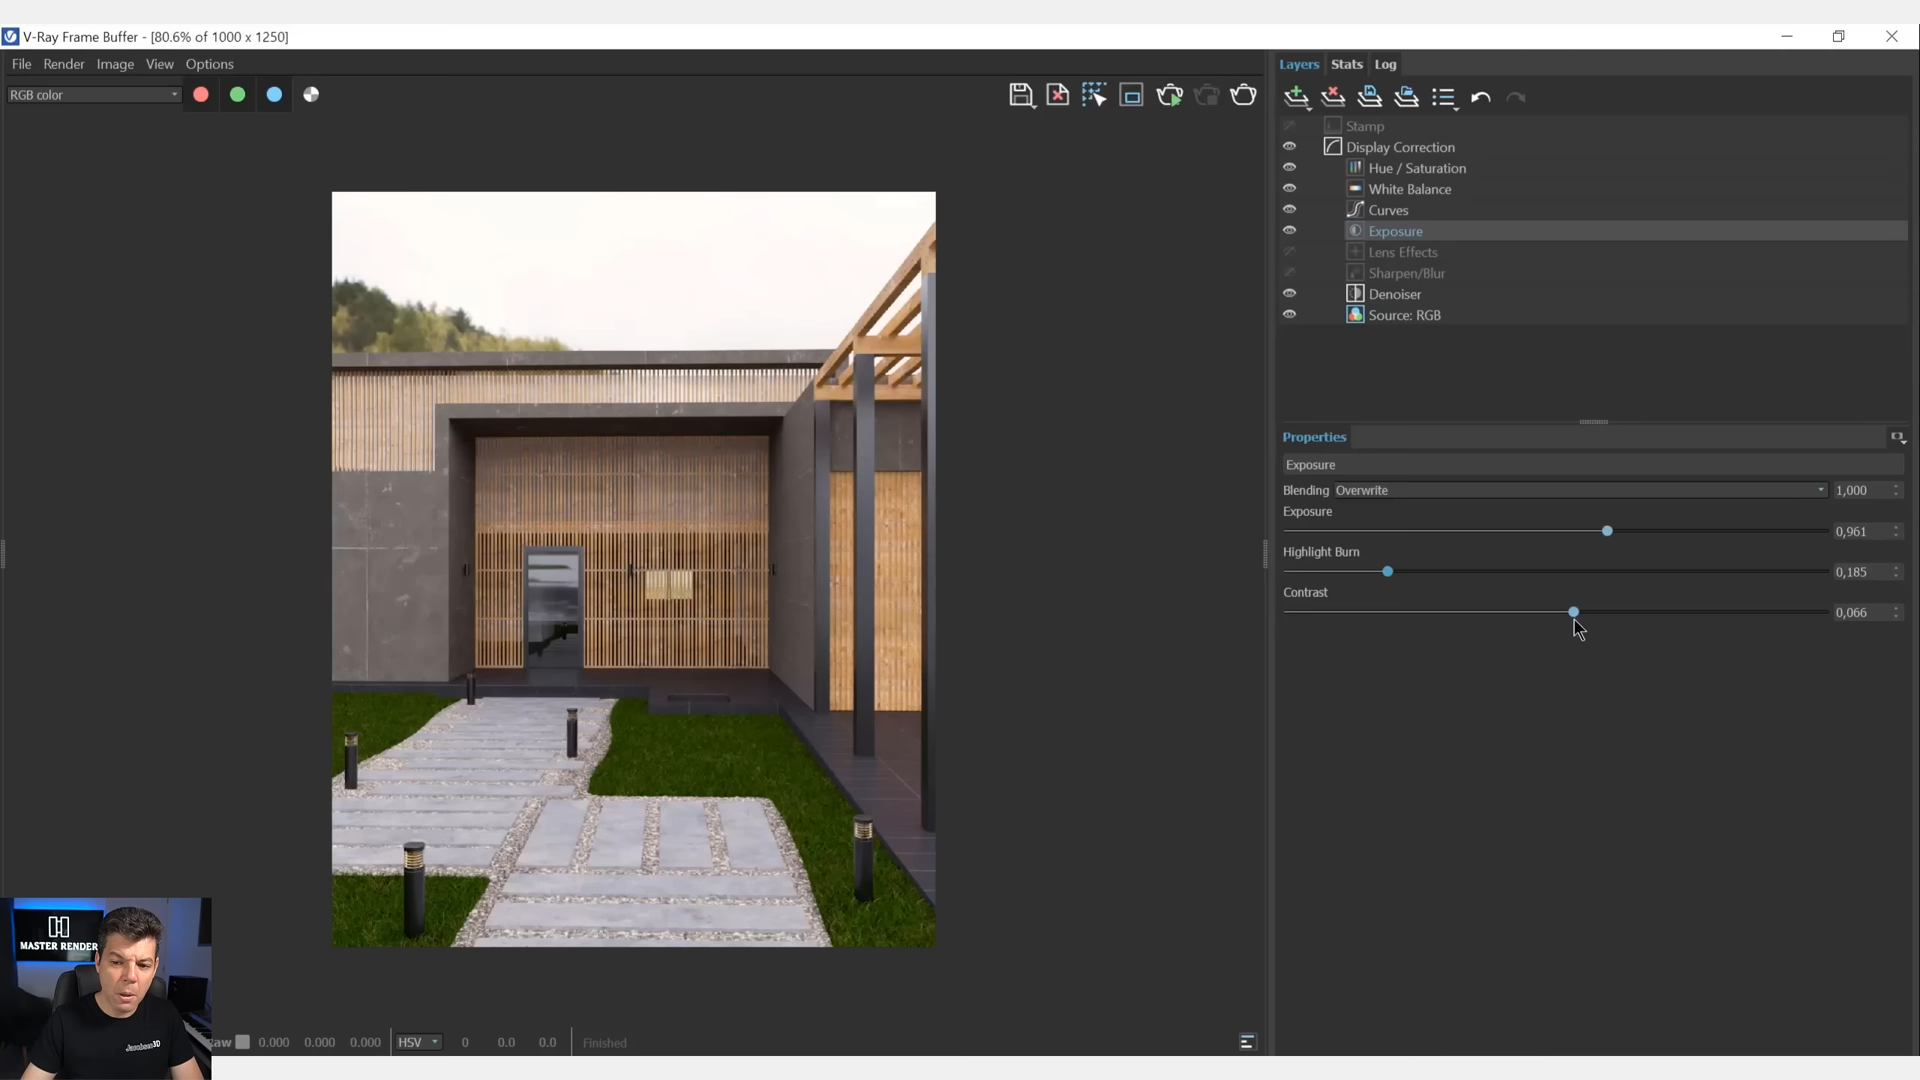 V-Ray Frame Buffer - [80.6% of 1000 x 1250]
File Render Image View Options
RGB color
Layers Stats Log
Stamp
Display Correction
Hue / Saturation
White Balance
Curves
Exposure
Lens Effects
Sharpen/Blur
Denoiser
Source: RGB
Properties
Exposure
Blending Overwrite 1,000
Exposure
0,961
Highlight Burn
0,185
Contrast
0,066
MASTER RENDER
Jacobsen3D
0.000 0.000 0.000 HSV 0 0.0 0.0 Finished